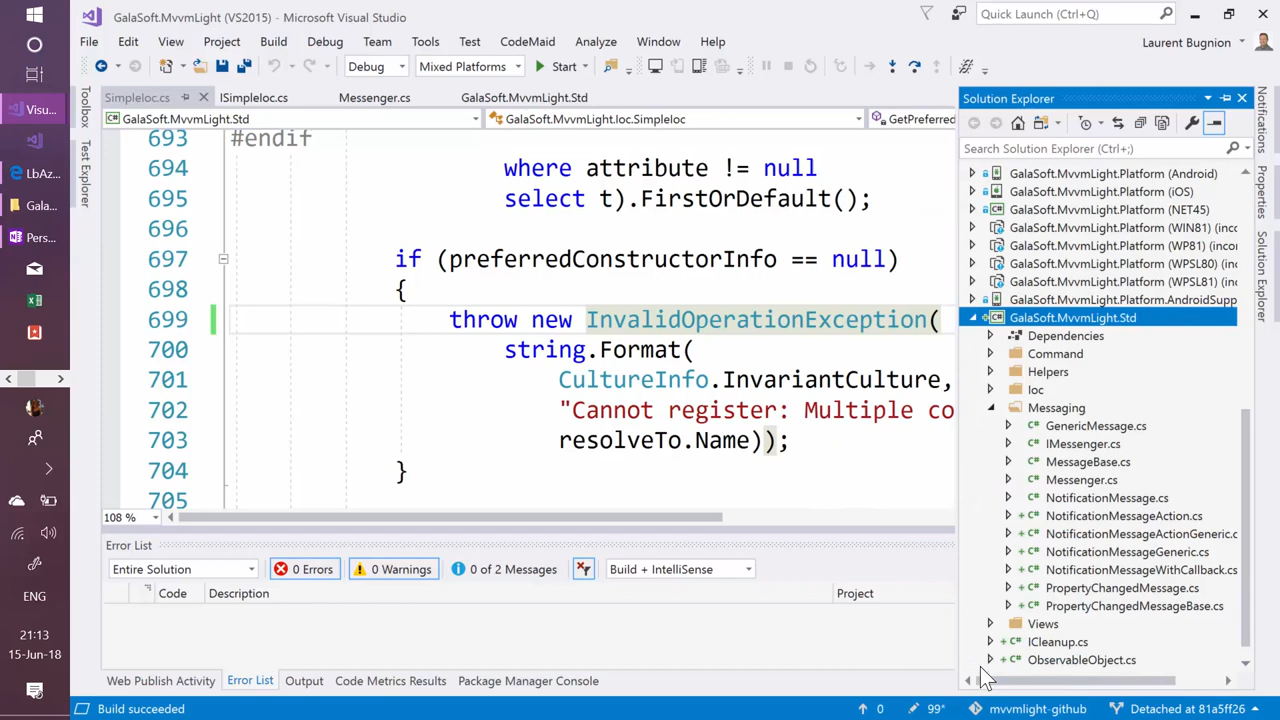 GalaSoft.MvvmLight (VS2015) - Microsoft Visual Studio
Quick Launch (Ctrl+Q)
File Edit View Project Build Debug Team Tools Test CodeMaid Analyze Window Help
Laurent Bugnion
Debug Mixed Platforms Start
Toolbox
Test Explorer
SimpleIoc.cs ISimpleIoc.cs Messenger.cs GalaSoft.MvvmLight.Std
GalaSoft.MvvmLight.Std GalaSoft.MvvmLight.Ioc.SimpleIoc GetPreferred
693 #endif
694 where attribute != null
695 select t).FirstOrDefault();
696
697 if (preferredConstructorInfo == null)
698 {
699 throw new InvalidOperationException(
700 string.Format(
701 CultureInfo.InvariantCulture,
702 "Cannot register: Multiple co
703 resolveTo.Name));
704 }
705
108 %
Error List
Entire Solution 0 Errors 0 Warnings 0 of 2 Messages Build + IntelliSense
Code Description Project
Web Publish Activity Error List Output Code Metrics Results Package Manager Console
Solution Explorer
Search Solution Explorer (Ctrl+;)
GalaSoft.MvvmLight.Platform (Android)
GalaSoft.MvvmLight.Platform (iOS)
GalaSoft.MvvmLight.Platform (NET45)
GalaSoft.MvvmLight.Platform (WIN81) (inco
GalaSoft.MvvmLight.Platform (WP81) (incor
GalaSoft.MvvmLight.Platform (WPSL80) (inc
GalaSoft.MvvmLight.Platform (WPSL81) (inc
GalaSoft.MvvmLight.Platform.AndroidSupp
GalaSoft.MvvmLight.Std
Dependencies
Command
Helpers
Ioc
Messaging
GenericMessage.cs
IMessenger.cs
MessageBase.cs
Messenger.cs
NotificationMessage.cs
NotificationMessageAction.cs
NotificationMessageActionGeneric.c
NotificationMessageGeneric.cs
NotificationMessageWithCallback.cs
PropertyChangedMessage.cs
PropertyChangedMessageBase.cs
Views
ICleanup.cs
ObservableObject.cs
Notifications
Properties
Team Explorer
Build succeeded 0 99* mvvmlight-github Detached at 81a5ff26
Visu...
LbAz...
Gala...
Pers...
ENG
21:13
15-Jun-18